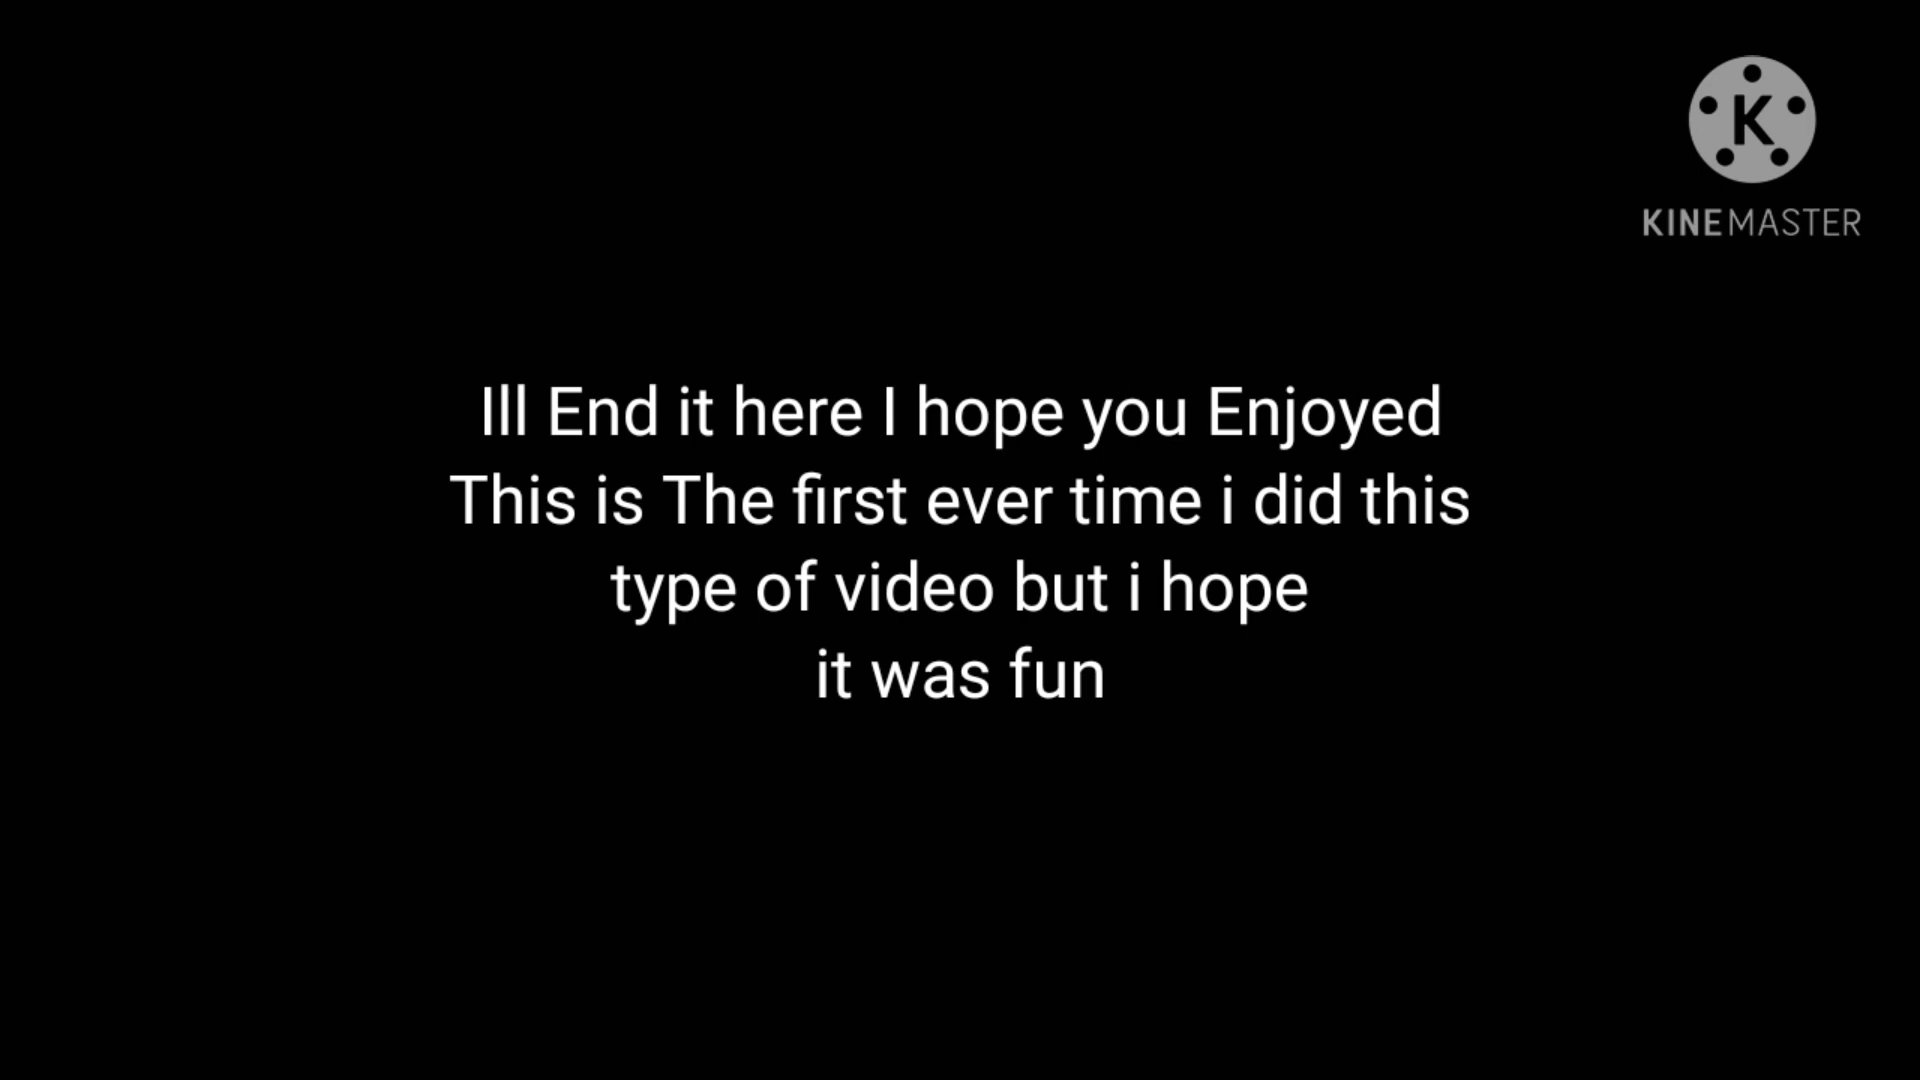 K
KINEMASTER
Ill End it here I hope you Enjoyed
This is The first ever time i did this
type of video but i hope
it was fun